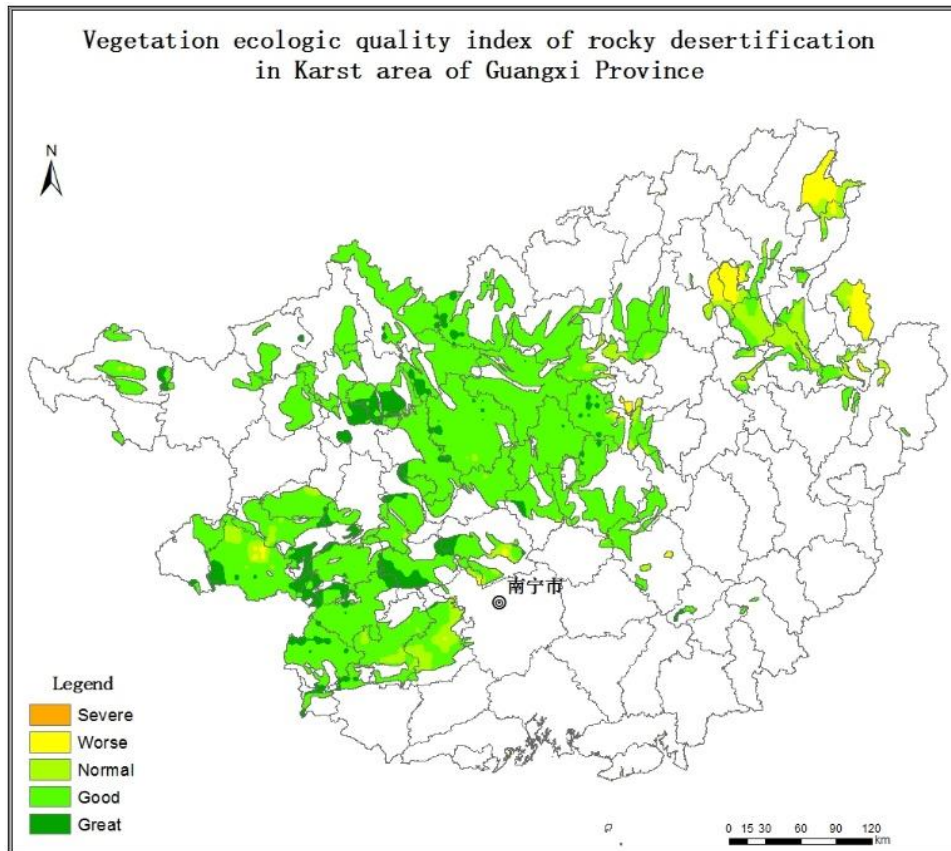 Vegetation ecologic quality index of rocky desertification
in Karst area of Guangxi Province
N
南宁市
Legend
Severe
Worse
Normal
Good
Great
0 15 30 60 90 120
km